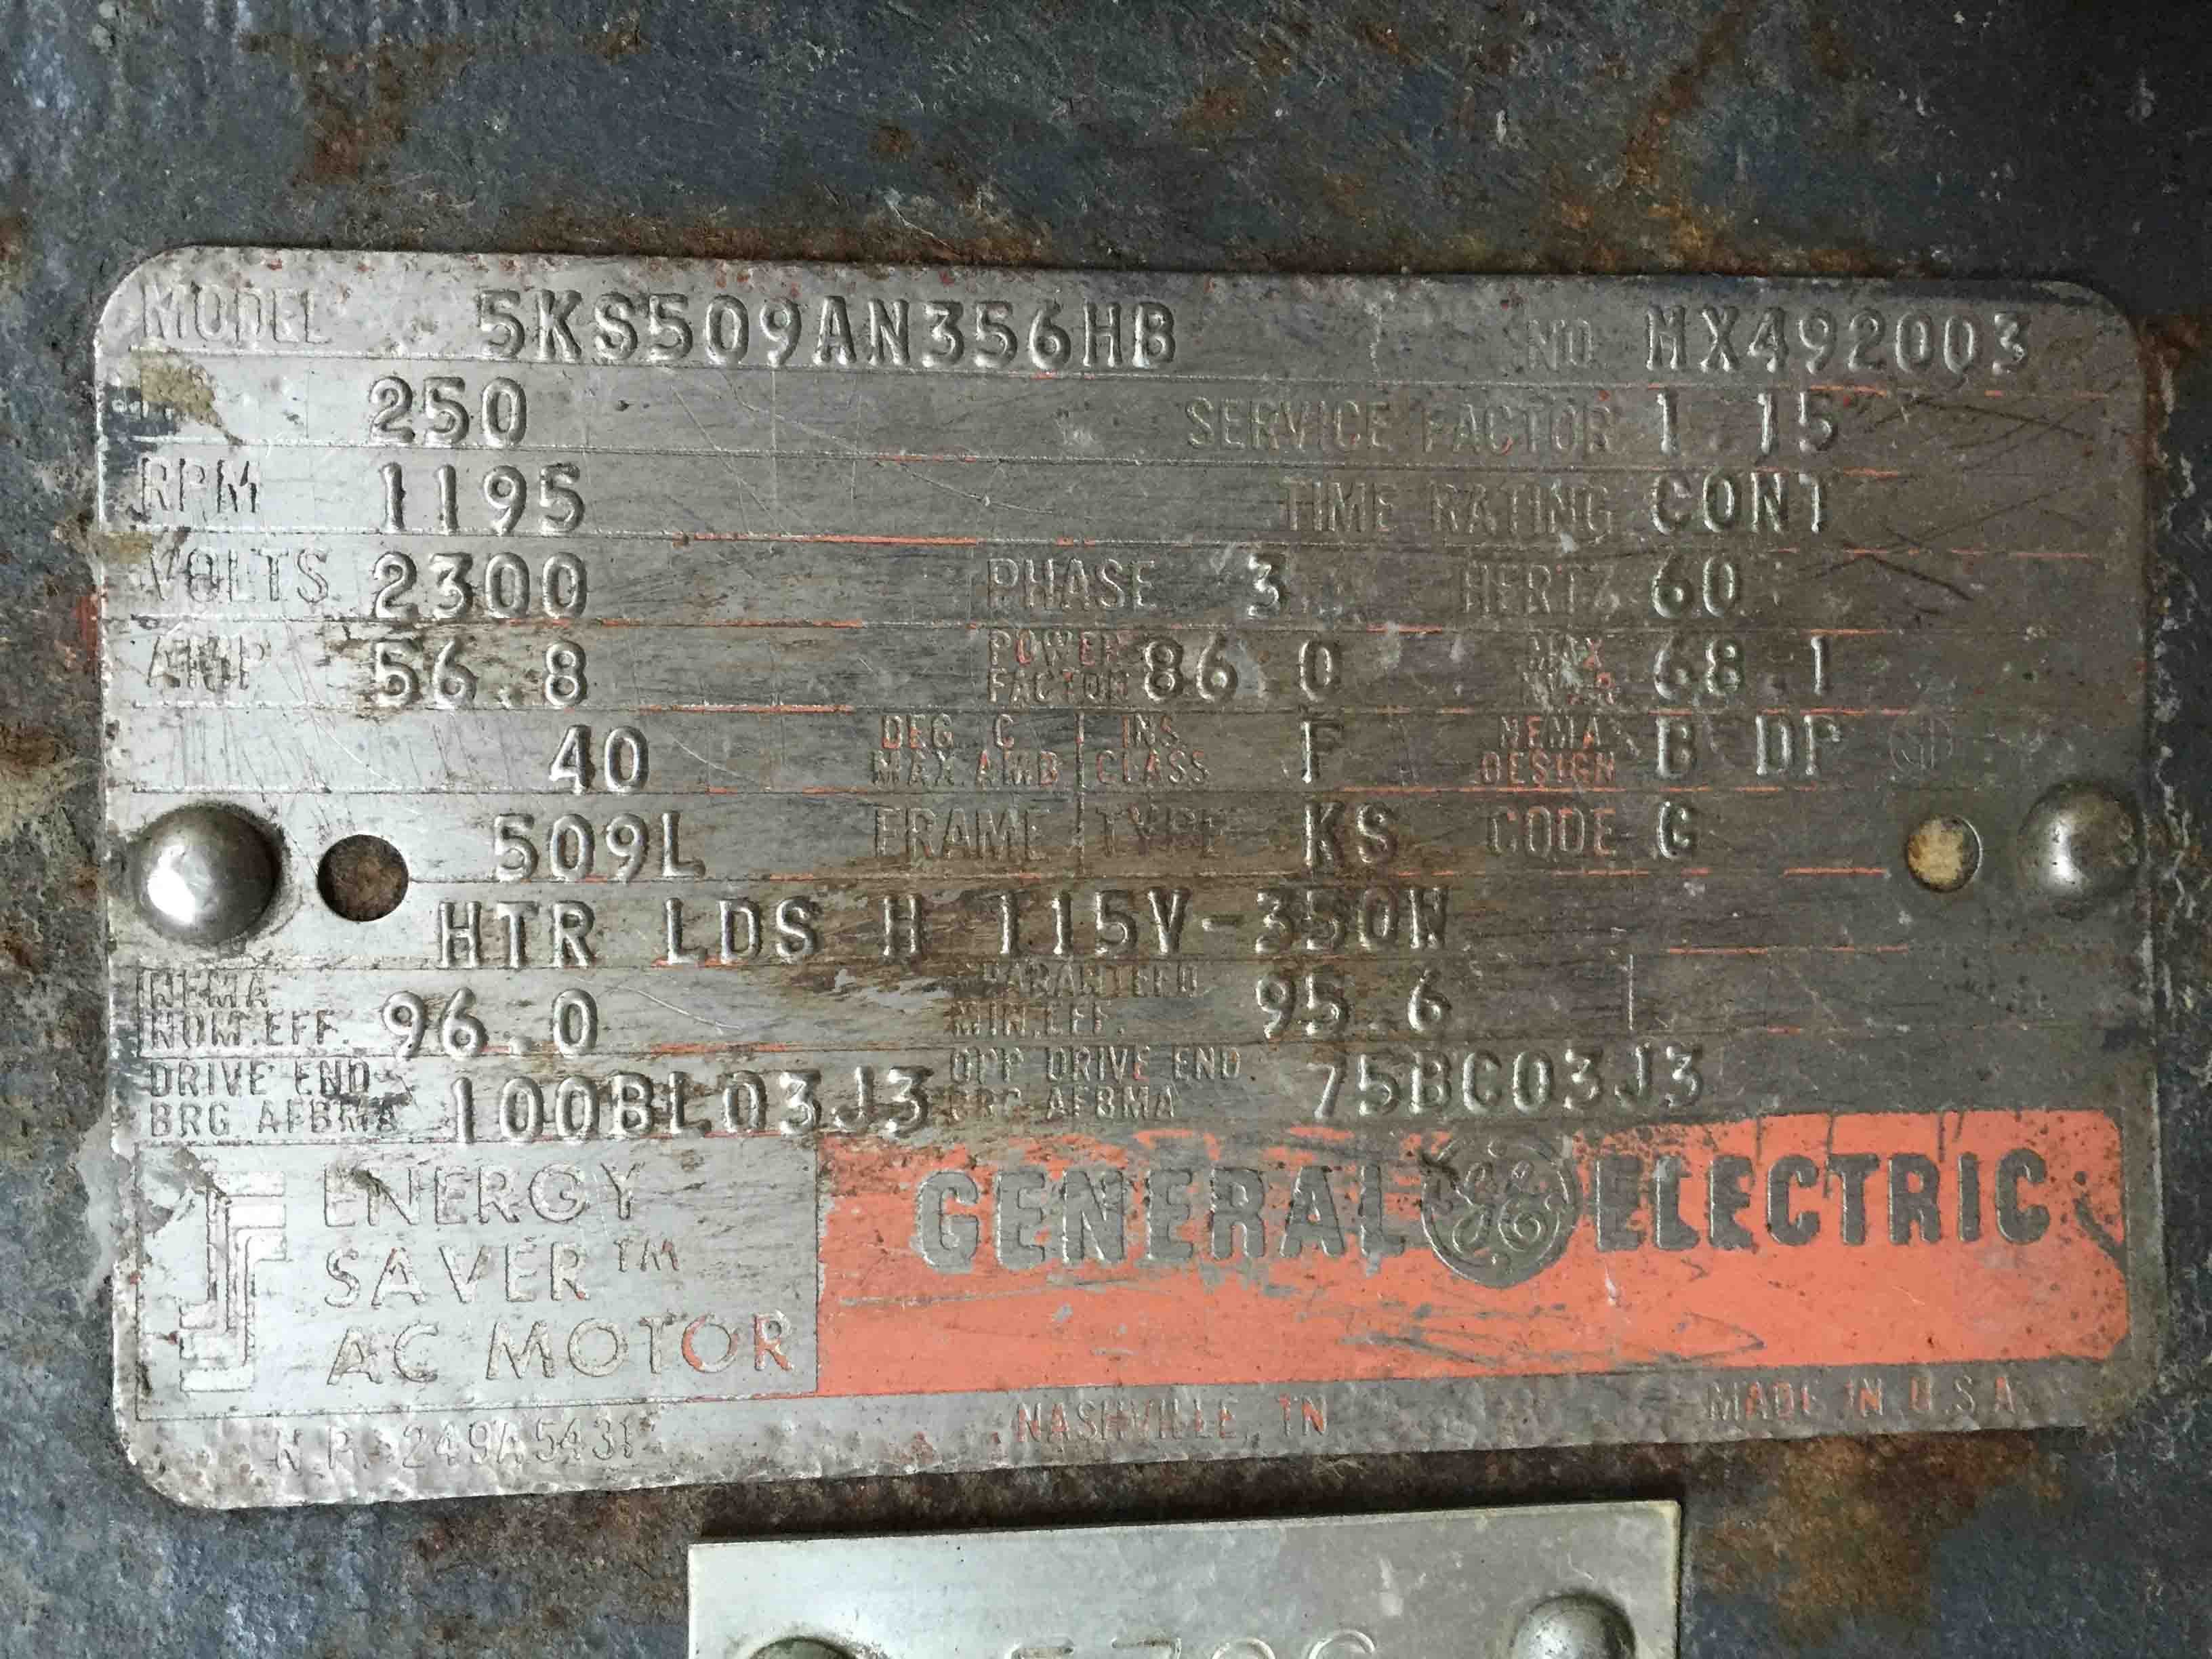 MODEL 5KS509AN356HB NO. MX492003
250 SERVICE FACTOR 1.15
RPM 1195 TIME RATING CONT
VOLTS 2300 PHASE 3 HERTZ 60
AMP 56.8 POWER FACTOR 86.0 MAX 68.1
40 DEG C MAX AMB INS. CLASS F NEMA DESIGN B DP
509L FRAME TYPE KS CODE G
HTR LDS H 115V-350W
NEMA NOM.EFF. 96.0 GUARANTEED MIN.EFF. 95.6
DRIVE END BRG AFBMA 100BL03J3 OPP DRIVE END BRG AFBMA 75BC03J3
ENERGY
SAVER™
AC MOTOR
GENERAL GE ELECTRIC
N.P. 249A5431 NASHVILLE, TN MADE IN U.S.A.